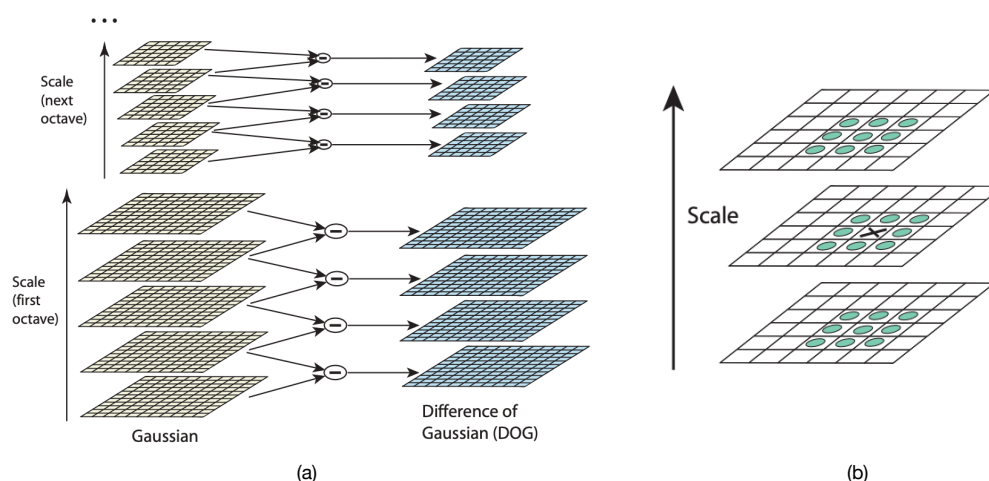 ...
Scale
(next
octave)
Scale
(first
octave)
Gaussian
Difference of
Gaussian (DOG)
(a)
Scale
(b)